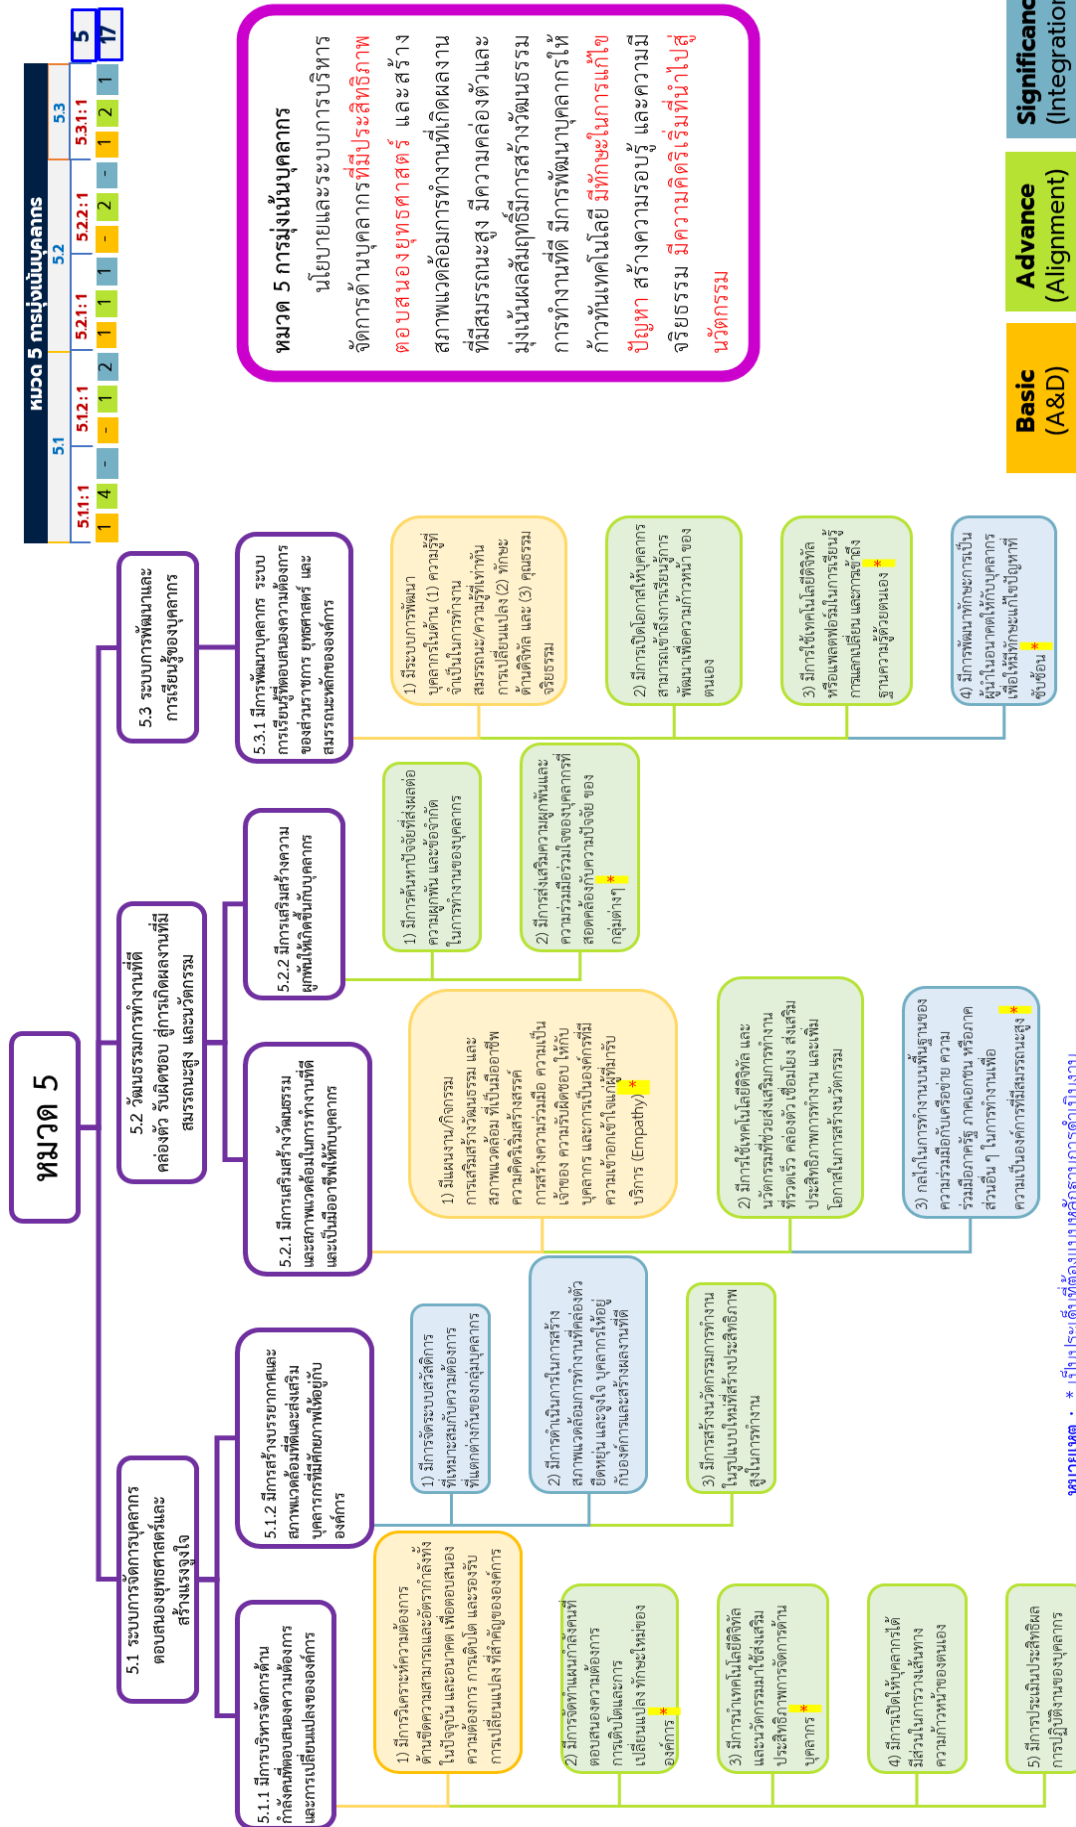 หมวด 5
หมวด 5 การมุ่งเน้นบุคลากร
5.1
5.2
5.3
5
5.1.1 : 1
5.1.2 : 1
5.2.1 : 1
5.2.2 : 1
5.3.1 : 1
17
1 4 - - 1 2 1 1 1 - 2 - 1 2 1
5.1 ระบบการจัดการบุคลากร
ตอบสนองยุทธศาสตร์และ
สร้างแรงจูงใจ
5.2 วัฒนธรรมการทำงานที่ดี
คล่องตัว รับผิดชอบ สู่การเกิดผลงานที่มี
สมรรถนะสูง และนวัตกรรม
5.3 ระบบการพัฒนาและ
การเรียนรู้ของบุคลากร
5.1.1 มีการบริหารจัดการด้าน
กำลังคนที่ตอบสนองความต้องการ
และการเปลี่ยนแปลงขององค์การ
5.1.2 มีการสร้างบรรยากาศและ
สภาพแวดล้อมที่ดีและส่งเสริม
บุคลารกรที่มีศักยภาพให้อยู่กับ
องค์การ
5.2.1 มีการเสริมสร้างวัฒนธรรม
และสภาพแวดล้อมในการทำงานที่ดี
และเป็นมืออาชีพให้กับบุคลากร
5.2.2 มีการเสริมสร้างความ
ผูกพันให้เกิดขึ้นกับบุคลากร
5.3.1 มีการพัฒนาบุคลากร ระบบ
การเรียนรู้ที่ตอบสนองความต้องการ
ของส่วนราชการ ยุทธศาสตร์ และ
สมรรถนะหลักขององค์การ
1) มีการวิเคราะห์ความต้องการ
ด้านขีดความสามารถและอัตรากำลังทั้ง
ในปัจจุบัน และอนาคต เพื่อตอบสนอง
ความต้องการ การเติบโต และรองรับ
การเปลี่ยนแปลง ที่สำคัญขององค์การ
2) มีการจัดทำแผนกำลังคนที่
ตอบสนองความต้องการ
การเติบโตและการ
เปลี่ยนแปลง ทักษะใหม่ของ
องค์การ *
3) มีการนำเทคโนโลยีดิจิทัล
และนวัตกรรมมาใช้ส่งเสริม
ประสิทธิภาพการจัดการด้าน
บุคลากร *
4) มีการเปิดให้บุคลากรได้
มีส่วนในการวางเส้นทาง
ความก้าวหน้าของตนเอง
5) มีการประเมินประสิทธิผล
การปฏิบัติงานของบุคลากร
1) มีการจัดระบบสวัสดิการ
ที่เหมาะสมกับความต้องการ
ที่แตกต่างกันของกลุ่มบุคลากร
2) มีการดำเนินการในการสร้าง
สภาพแวดล้อมการทำงานที่คล่องตัว
ยืดหยุ่น และจูงใจ บุคลากรให้อยู่
กับองค์การและสร้างผลงานที่ดี
3) มีการสร้างนวัตกรรมการทำงาน
ในรูปแบบใหม่ที่สร้างประสิทธิภาพ
สูงในการทำงาน
1) มีแผนงาน/กิจกรรม
การเสริมสร้างวัฒนธรรม และ
สภาพแวดล้อม ที่เป็นมืออาชีพ
ความคิดริเริ่มสร้างสรรค์
การสร้างความร่วมมือ ความเป็น
เจ้าของ ความรับผิดชอบ ให้กับ
บุคลากร และการเป็นองค์กรที่มี
ความเข้าอกเข้าใจแก่ผู้ที่มารับ
บริการ (Empathy) *
2) มีการใช้เทคโนโลยีดิจิทัล และ
นวัตกรรมที่ช่วยส่งเสริมการทำงาน
ที่รวดเร็ว คล่องตัว เชื่อมโยง ส่งเสริม
ประสิทธิภาพการทำงาน และเพิ่ม
โอกาสในการสร้างนวัตกรรม
3) กลไกในการทำงานบนพื้นฐานของ
ความร่วมมือกับเครือข่าย ความ
ร่วมมือภาครัฐ ภาคเอกชน หรือภาค
ส่วนอื่น ๆ ในการทำงานเพื่อ
ความเป็นองค์การที่มีสมรรถนะสูง *
1) มีการค้นหาปัจจัยที่ส่งผลต่อ
ความผูกพัน และข้อจำกัด
ในการทำงานของบุคลากร
2) มีการส่งเสริมความผูกพันและ
ความร่วมมือร่วมใจของบุคลากรที่
สอดคล้องกับความปัจจัย ของ
กลุ่มต่างๆ *
1) มีระบบการพัฒนา
บุคลากรในด้าน (1) ความรู้ที่
จำเป็นในการทำงาน
สมรรถนะ/ความรู้ที่เท่าทัน
การเปลี่ยนแปลง (2) ทักษะ
ด้านดิจิทัล และ (3) คุณธรรม
จริยธรรม
2) มีการเปิดโอกาสให้บุคลากร
สามารถเข้าถึงการเรียนรู้การ
พัฒนาเพื่อความก้าวหน้า ของ
ตนเอง
3) มีการใช้เทคโนโลยีดิจิทัล
หรือแพลตฟอร์มในการเรียนรู้
การแลกเปลี่ยน และการเข้าถึง
ฐานความรู้ด้วยตนเอง *
4) มีการพัฒนาทักษะการเป็น
ผู้นำในอนาคตให้กับบุคลากร
เพื่อให้มีทักษะแก้ไขปัญหาที่
ซับซ้อน *
หมวด 5 การมุ่งเน้นบุคลากร
นโยบายและระบบการบริหาร
จัดการด้านบุคลากรที่มีประสิทธิภาพ
ตอบสนองยุทธศาสตร์ และสร้าง
สภาพแวดล้อมการทำงานที่เกิดผลงาน
ที่มีสมรรถนะสูง มีความคล่องตัวและ
มุ่งเน้นผลสัมฤทธิ์มีการสร้างวัฒนธรรม
การทำงานที่ดี มีการพัฒนาบุคลากรให้
ก้าวทันเทคโนโลยี มีทักษะในการแก้ไข
ปัญหา สร้างความรอบรู้ และความมี
จริยธรรม มีความคิดริเริ่มที่นำไปสู่
นวัตกรรม
Basic
(A&D)
Advance
(Alignment)
Significance
(Integration
หมายเหตุ : * เป็นประเด็นที่ต้องแนบหลักฐานการดำเนินงาน